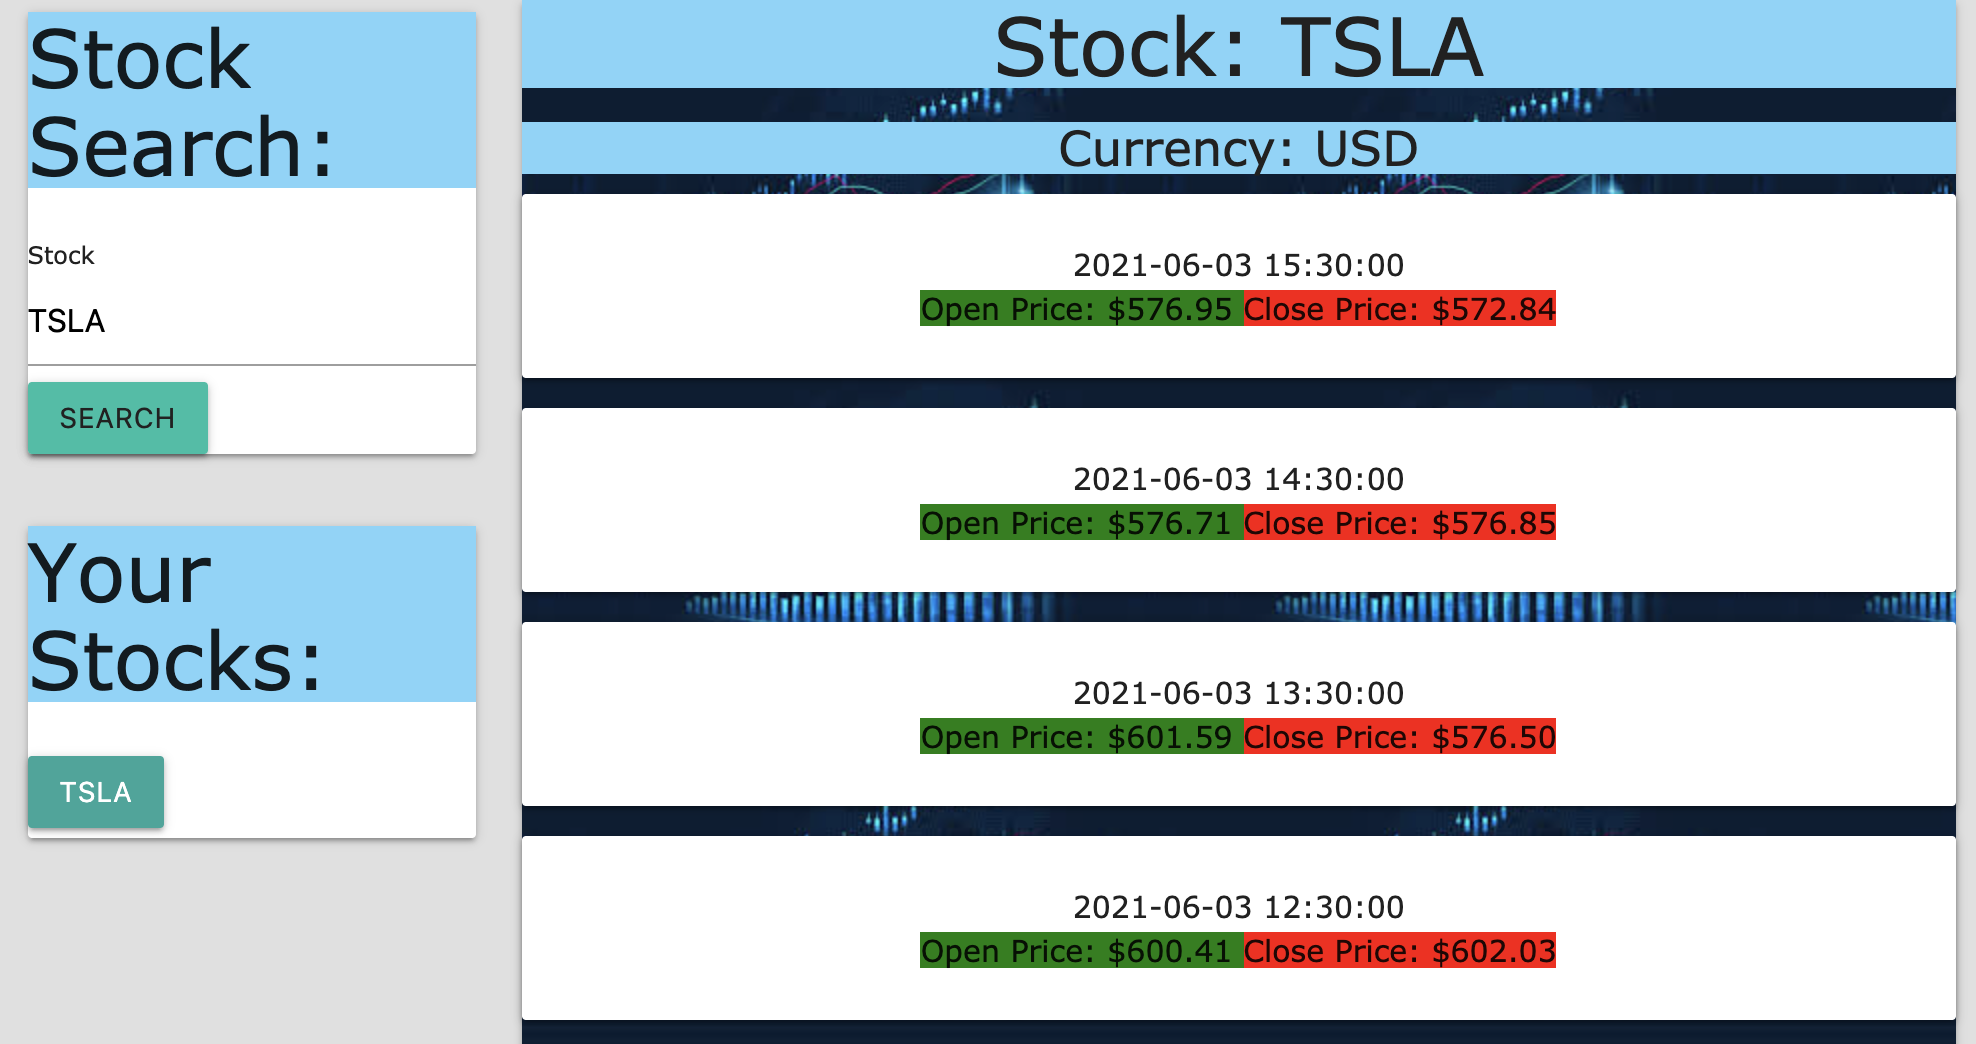 Stock
Search:
Stock
TSLA
SEARCH
Your
Stocks:
TSLA
Stock: TSLA
Currency: USD
2021-06-03 15:30:00
Open Price: $576.95 Close Price: $572.84
2021-06-03 14:30:00
Open Price: $576.71 Close Price: $576.85
2021-06-03 13:30:00
Open Price: $601.59 Close Price: $576.50
2021-06-03 12:30:00
Open Price: $600.41 Close Price: $602.03